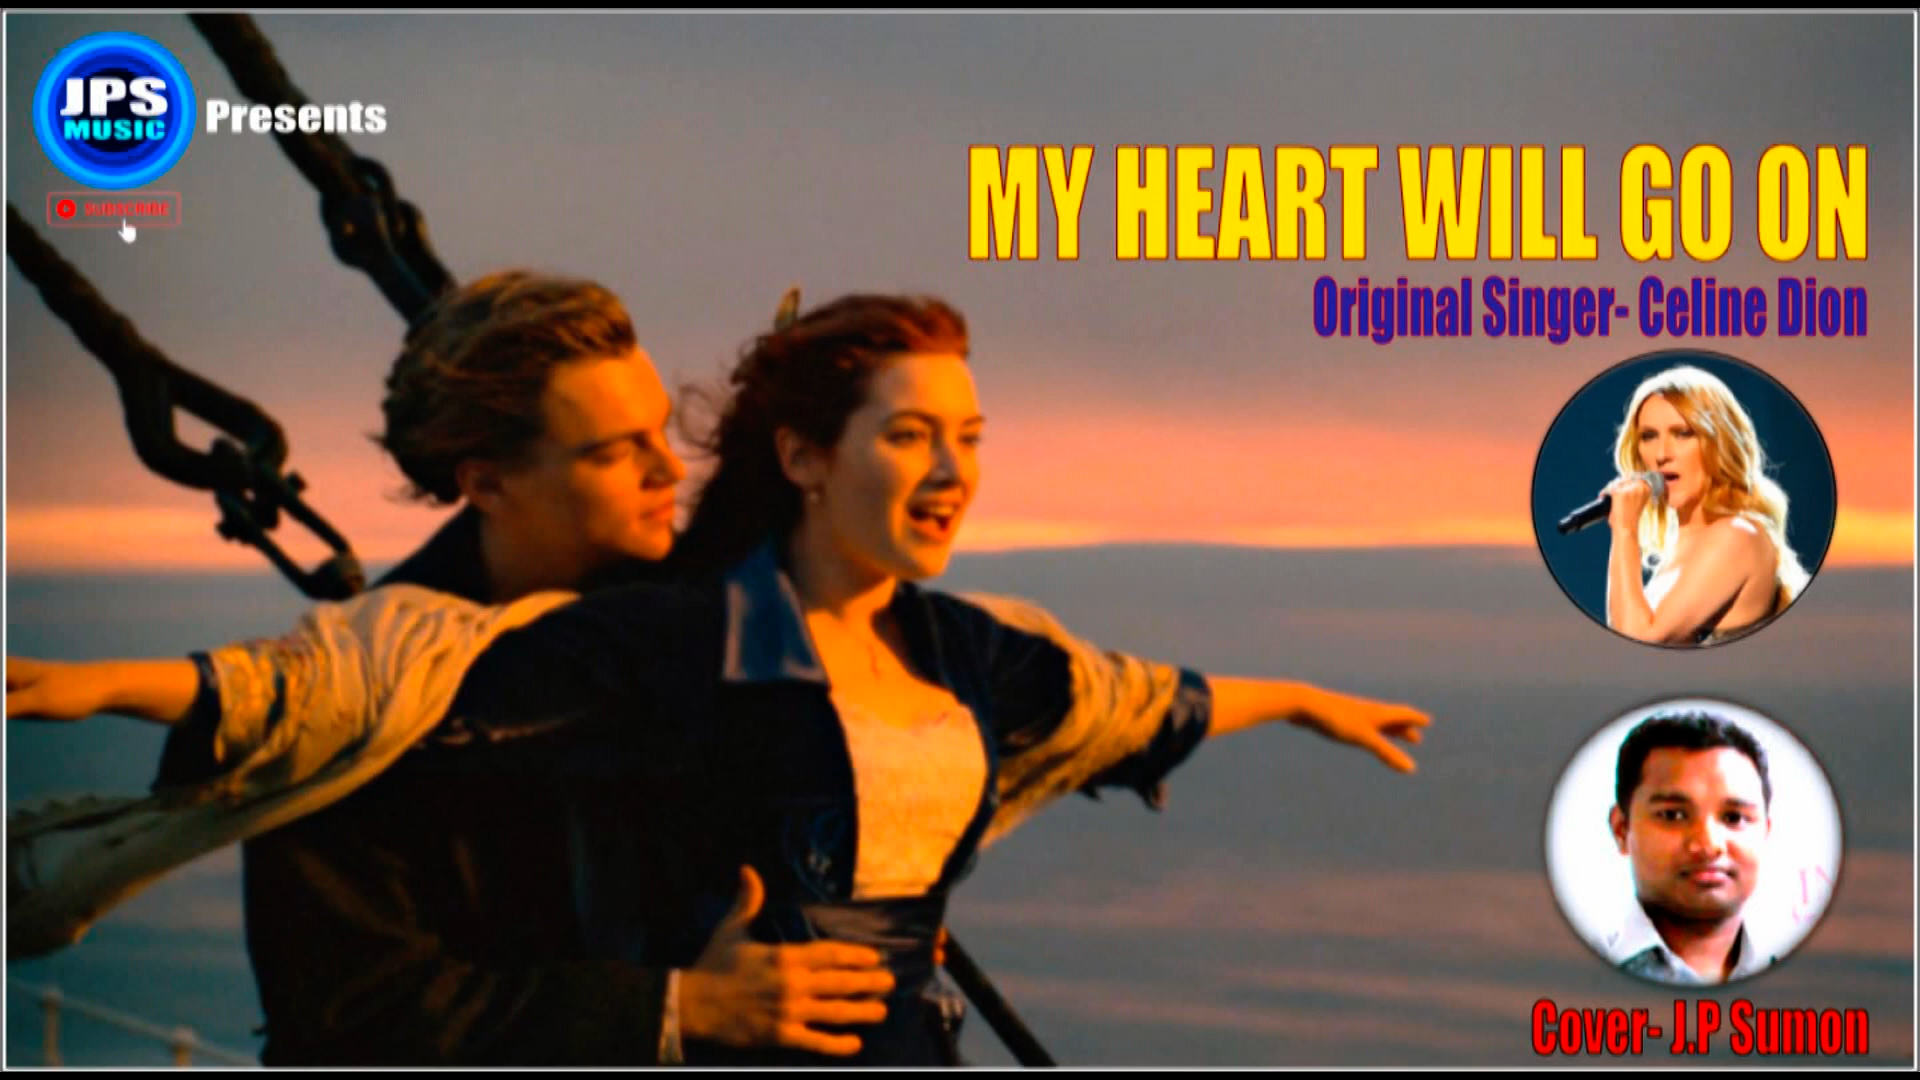 JPS
MUSIC
Presents
SUBSCRIBE
MY HEART WILL GO ON
Original Singer- Celine Dion
Cover- J.P Sumon